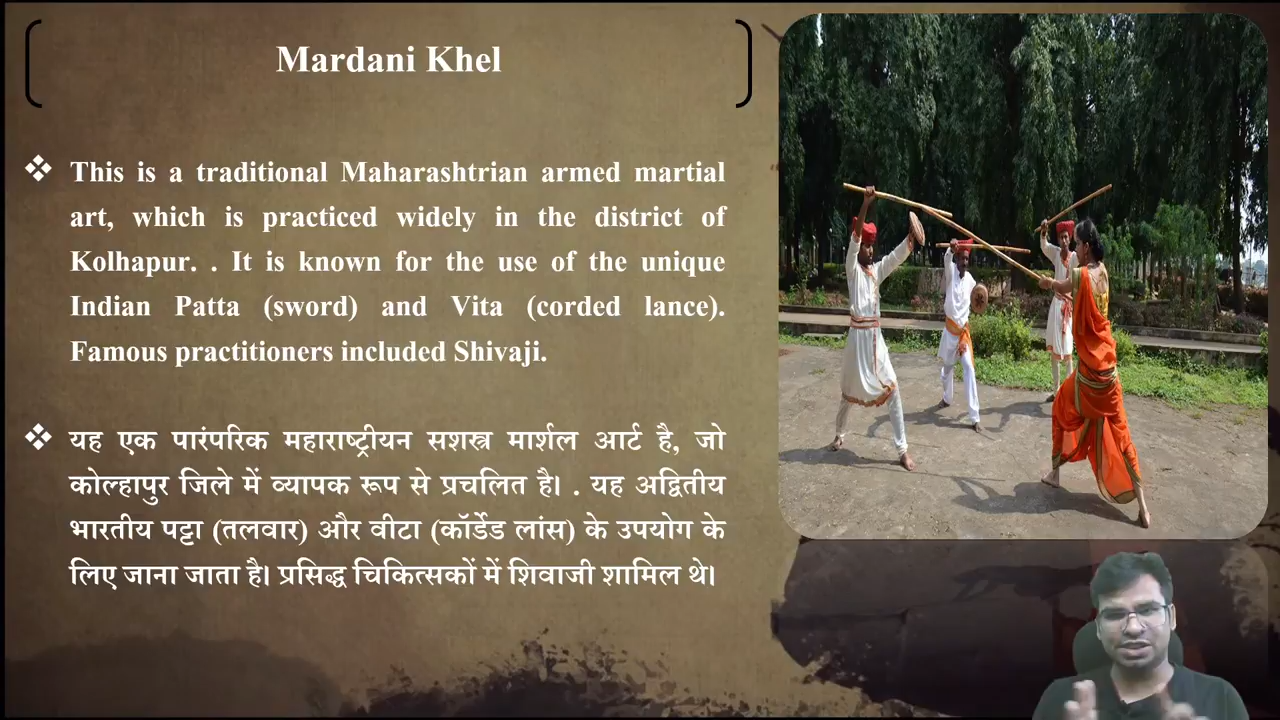 Mardani Khel
This is a traditional Maharashtrian armed martial
art, which is practiced widely in the district of
Kolhapur. . It is known for the use of the unique
Indian Patta (sword) and Vita (corded lance).
Famous practitioners included Shivaji.
यह एक पारंपरिक महाराष्ट्रीयन सशस्त्र मार्शल आर्ट है, जो
कोल्हापुर जिले में व्यापक रूप से प्रचलित है। . यह अद्वितीय
भारतीय पट्टा (तलवार) और वीटा (कॉर्डेड लांस) के उपयोग के
लिए जाना जाता है। प्रसिद्ध चिकित्सकों में शिवाजी शामिल थे।